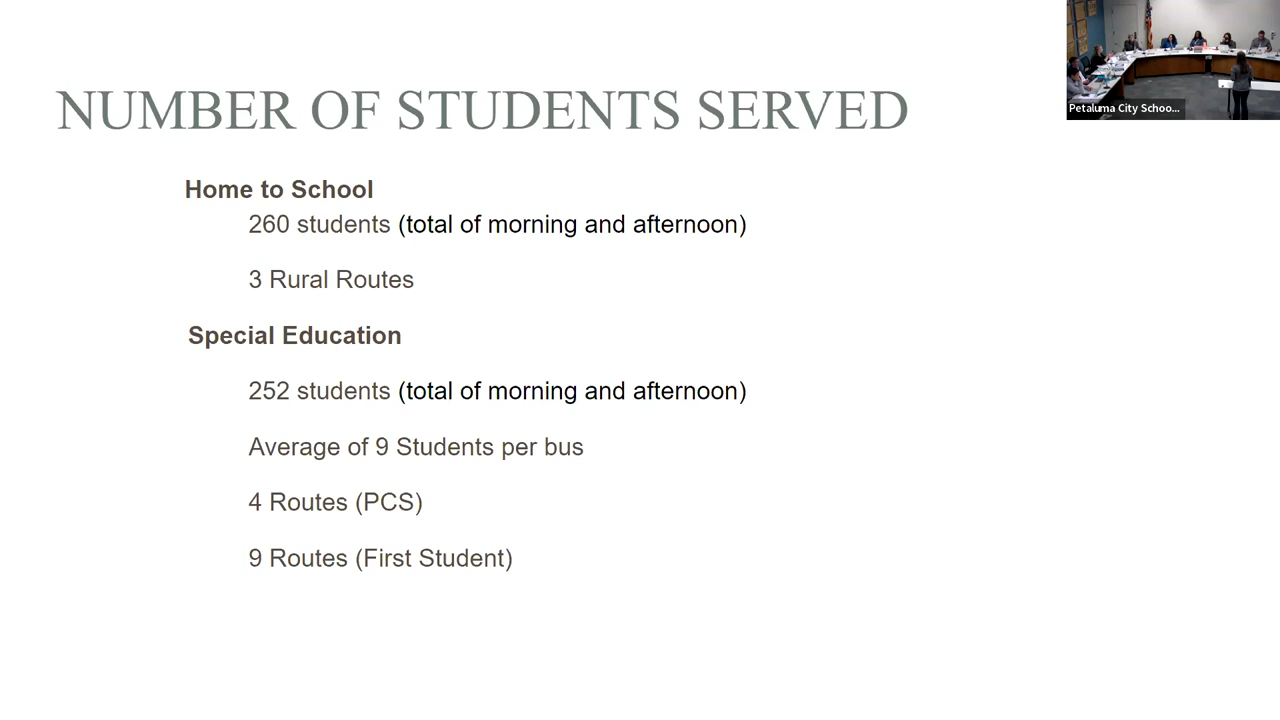 NUMBER OF STUDENTS SERVED
Petaluma City Schoo...
Home to School
260 students (total of morning and afternoon)
3 Rural Routes
Special Education
252 students (total of morning and afternoon)
Average of 9 Students per bus
4 Routes (PCS)
9 Routes (First Student)